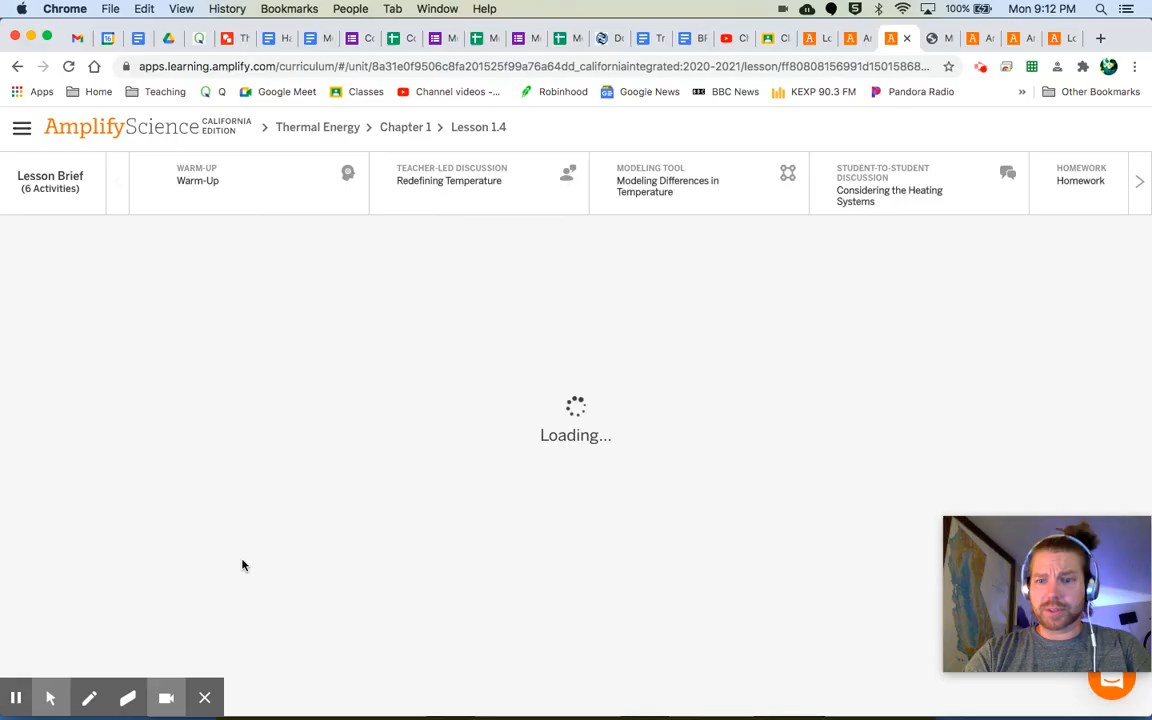 Chrome File Edit View History Bookmarks People Tab Window Help 100% Mon 9:12 PM
apps.learning.amplify.com/curriculum/#/unit/8a31e0f9506c8fa201525f99a76a64dd_californiaintegrated:2020-2021/lesson/ff80808156991d15015868...
Apps Home Teaching Q Google Meet Classes Channel videos -... Robinhood Google News BBC News KEXP 90.3 FM Pandora Radio » Other Bookmarks
AmplifyScience CALIFORNIA EDITION > Thermal Energy > Chapter 1 > Lesson 1.4
Lesson Brief
(6 Activities)
WARM-UP
Warm-Up
TEACHER-LED DISCUSSION
Redefining Temperature
MODELING TOOL
Modeling Differences in
Temperature
STUDENT-TO-STUDENT
DISCUSSION
Considering the Heating
Systems
HOMEWORK
Homework
Loading...